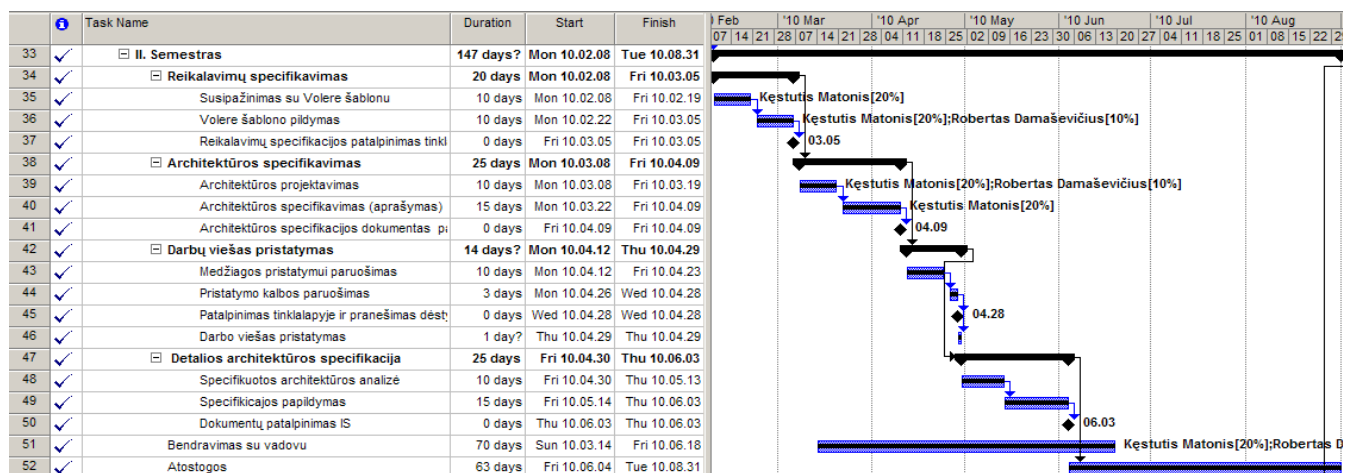 Task Name Duration Start Finish Feb '10 Mar '10 Apr '10 May '10 Jun '10 Jul '10 Aug
07 14 21 28 07 14 21 28 04 11 18 25 02 09 16 23 30 06 13 20 27 04 11 18 25 01 08 15 22
33 II. Semestras 147 days? Mon 10.02.08 Tue 10.08.31
34 Reikalavimų specifikavimas 20 days Mon 10.02.08 Fri 10.03.05
35 Susipažinimas su Volere šablonu 10 days Mon 10.02.08 Fri 10.02.19 Kęstutis Matonis[20%]
36 Volere šablono pildymas 10 days Mon 10.02.22 Fri 10.03.05 Kęstutis Matonis[20%];Robertas Damaševičius[10%]
37 Reikalavimų specifikacijos patalpinimas tinkl 0 days Fri 10.03.05 Fri 10.03.05 03.05
38 Architektūros specifikavimas 25 days Mon 10.03.08 Fri 10.04.09
39 Architektūros projektavimas 10 days Mon 10.03.08 Fri 10.03.19 Kęstutis Matonis[20%];Robertas Damaševičius[10%]
40 Architektūros specifikavimas (aprašymas) 15 days Mon 10.03.22 Fri 10.04.09 Kęstutis Matonis[20%]
41 Architektūros specifikacijos dokumentas 0 days Fri 10.04.09 Fri 10.04.09 04.09
42 Darbų viešas pristatymas 14 days? Mon 10.04.12 Thu 10.04.29
43 Medžiagos pristatymui paruošimas 10 days Mon 10.04.12 Fri 10.04.23
44 Pristatymo kalbos paruošimas 3 days Mon 10.04.26 Wed 10.04.28
45 Patalpinimas tinklalapyje ir pranešimas dėsty 0 days Wed 10.04.28 Wed 10.04.28 04.28
46 Darbo viešas pristatymas 1 day? Thu 10.04.29 Thu 10.04.29
47 Detalios architektūros specifikacija 25 days Fri 10.04.30 Thu 10.06.03
48 Specifikuotos architektūros analizė 10 days Fri 10.04.30 Thu 10.05.13
49 Specifikicajos papildymas 15 days Fri 10.05.14 Thu 10.06.03
50 Dokumentų patalpinimas IS 0 days Thu 10.06.03 Thu 10.06.03 06.03
51 Bendravimas su vadovu 70 days Sun 10.03.14 Fri 10.06.18 Kęstutis Matonis[20%];Robertas D
52 Atostogos 63 days Fri 10.06.04 Tue 10.08.31